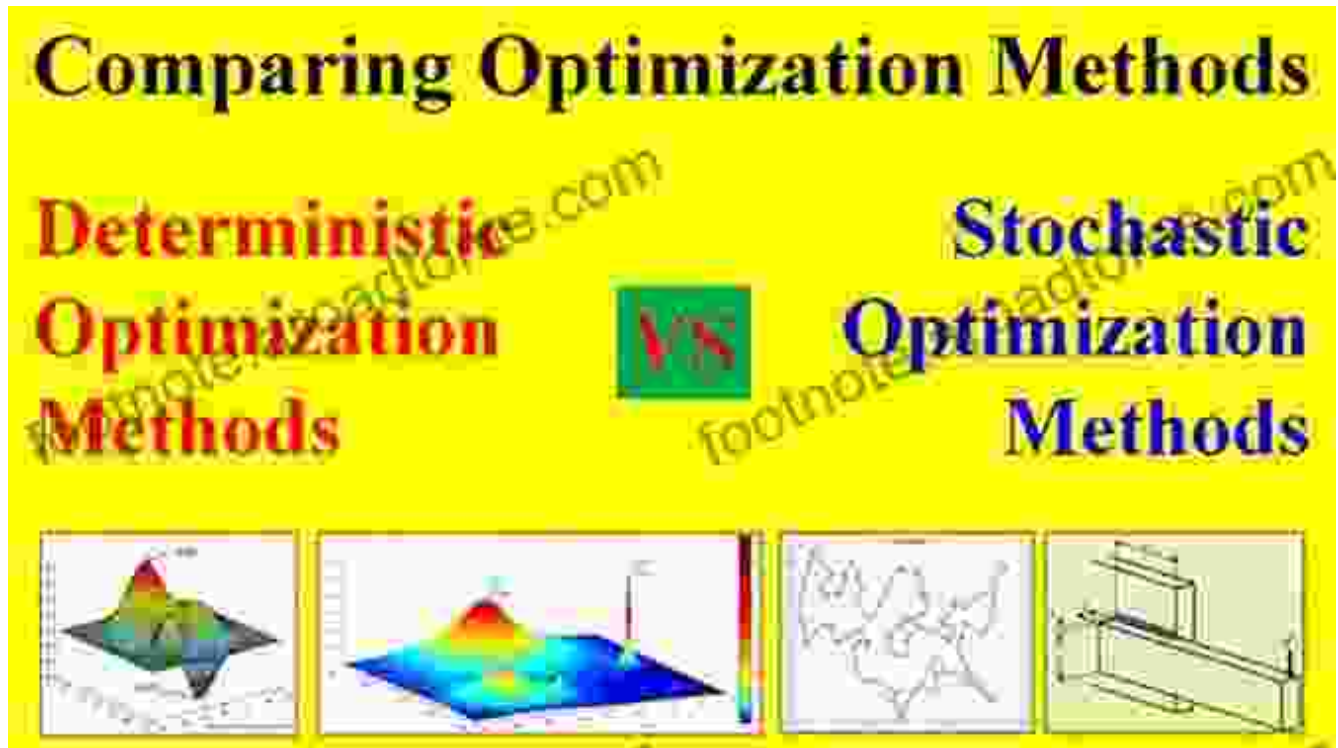 Comparing Optimization Methods
Deterministic
Optimization
Methods
VS
Stochastic
Optimization
Methods